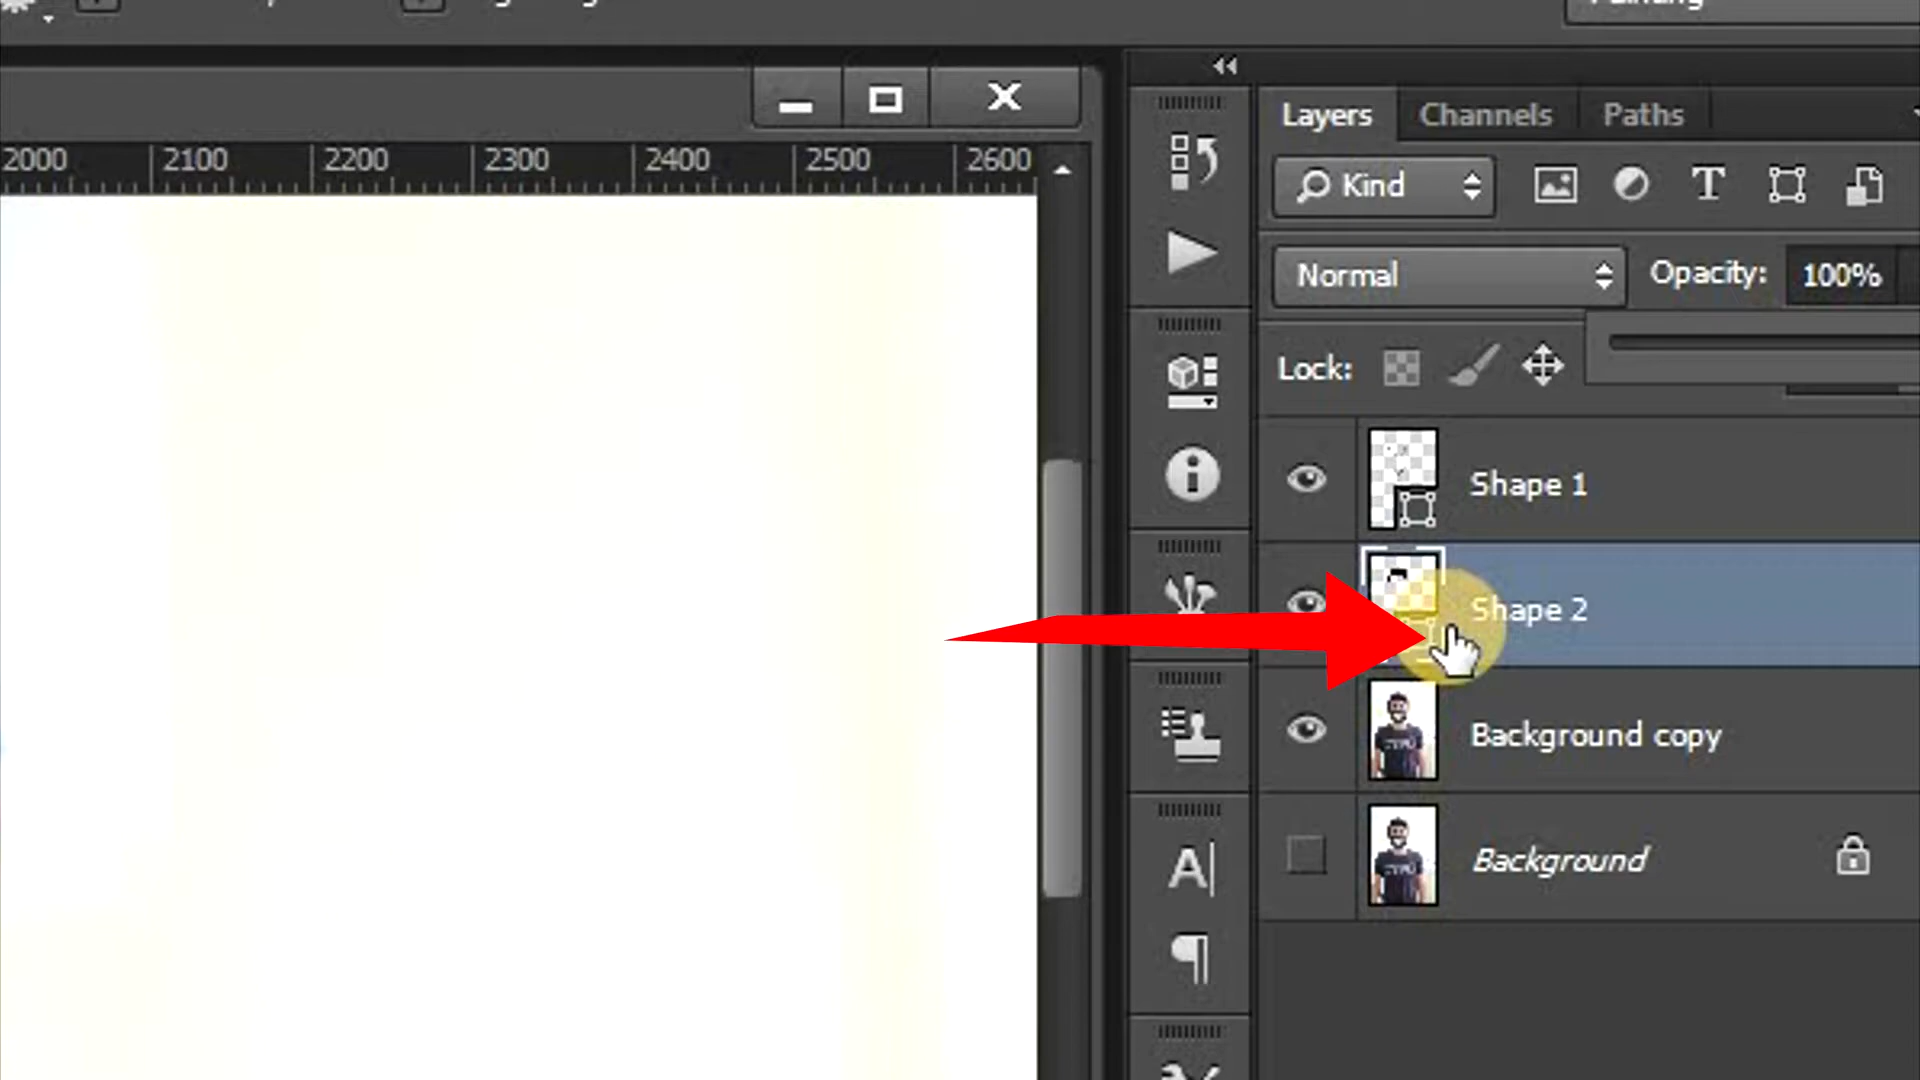 2000 2100 2200 2300 2400 2500 2600
Layers Channels Paths
Kind
Normal Opacity: 100%
Lock:
Shape 1
Shape 2
Background copy
Background